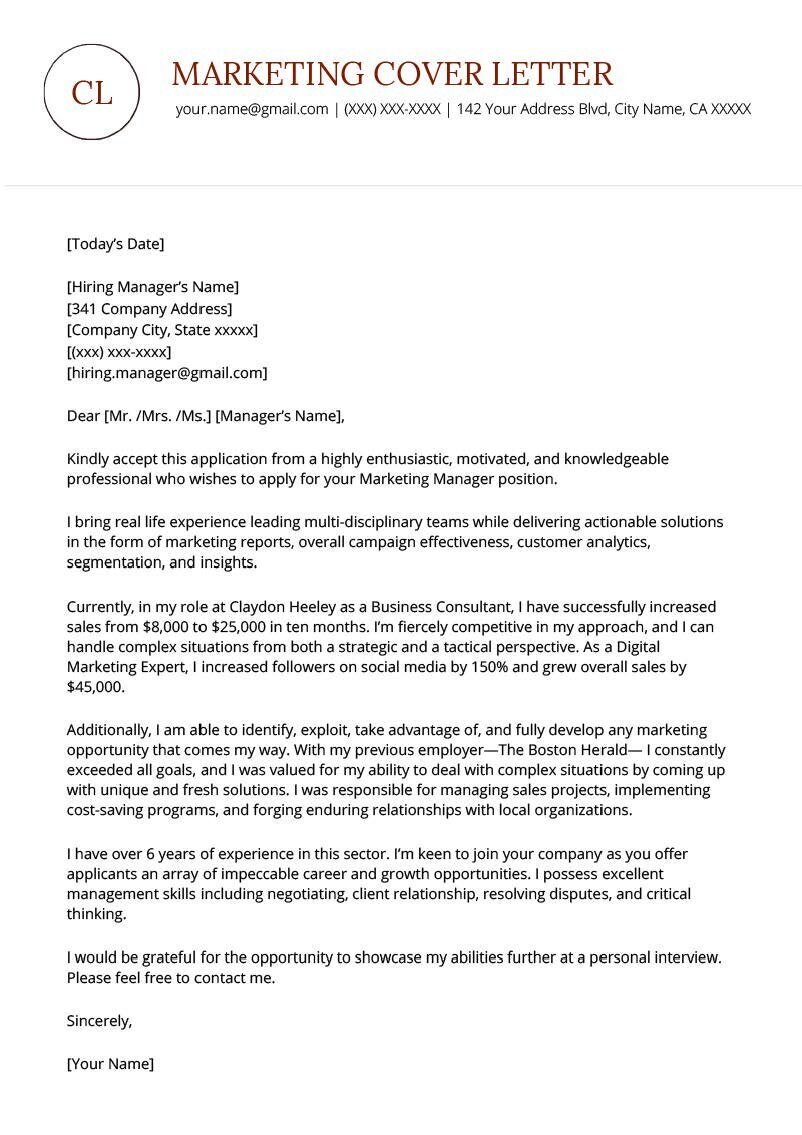 CL
MARKETING COVER LETTER
your.name@gmail.com | (XXX) XXX-XXXX | 142 Your Address Blvd, City Name, CA XXXXX
[Today’s Date]
[Hiring Manager’s Name]
[341 Company Address]
[Company City, State xxxxx]
[(xxx) xxx-xxxx]
[hiring.manager@gmail.com]
Dear [Mr. /Mrs. /Ms.] [Manager’s Name],
Kindly accept this application from a highly enthusiastic, motivated, and knowledgeable
professional who wishes to apply for your Marketing Manager position.
I bring real life experience leading multi-disciplinary teams while delivering actionable solutions
in the form of marketing reports, overall campaign effectiveness, customer analytics,
segmentation, and insights.
Currently, in my role at Claydon Heeley as a Business Consultant, I have successfully increased
sales from $8,000 to $25,000 in ten months. I’m fiercely competitive in my approach, and I can
handle complex situations from both a strategic and a tactical perspective. As a Digital
Marketing Expert, I increased followers on social media by 150% and grew overall sales by
$45,000.
Additionally, I am able to identify, exploit, take advantage of, and fully develop any marketing
opportunity that comes my way. With my previous employer—The Boston Herald— I constantly
exceeded all goals, and I was valued for my ability to deal with complex situations by coming up
with unique and fresh solutions. I was responsible for managing sales projects, implementing
cost-saving programs, and forging enduring relationships with local organizations.
I have over 6 years of experience in this sector. I’m keen to join your company as you offer
applicants an array of impeccable career and growth opportunities. I possess excellent
management skills including negotiating, client relationship, resolving disputes, and critical
thinking.
I would be grateful for the opportunity to showcase my abilities further at a personal interview.
Please feel free to contact me.
Sincerely,
[Your Name]